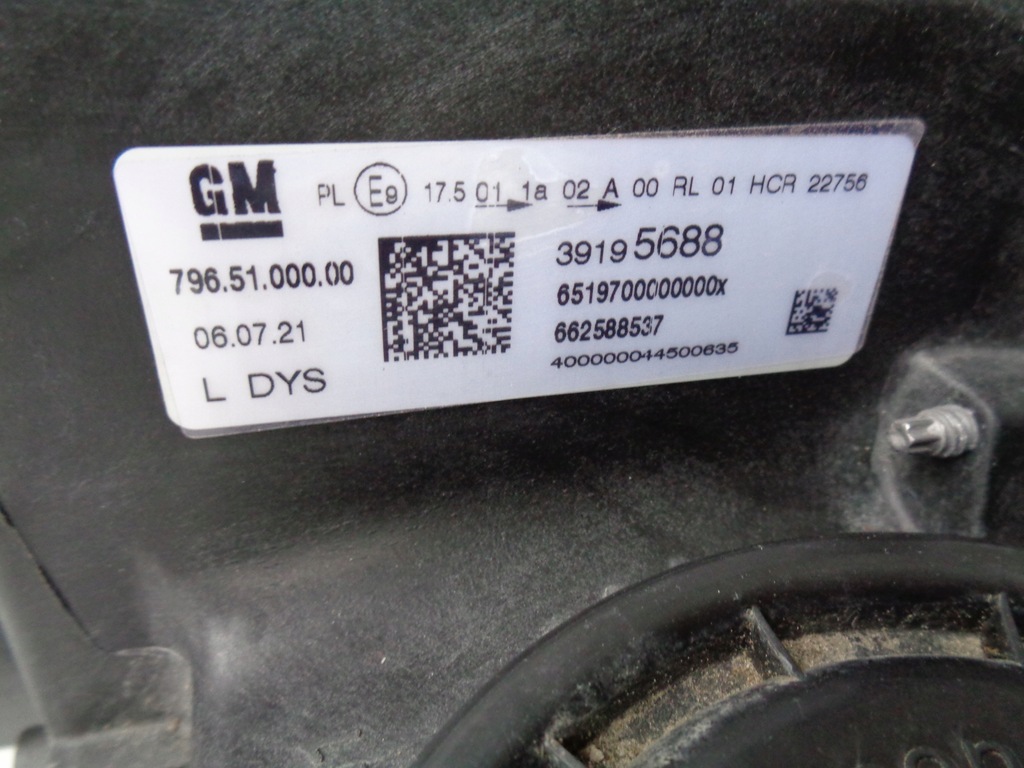 GM PL E9 17.5 01 1a 02 A 00 RL 01 HCR 22756
39195688
796.51.000.00
6519700000000X
06.07.21
662588537
400000044500635
L DYS